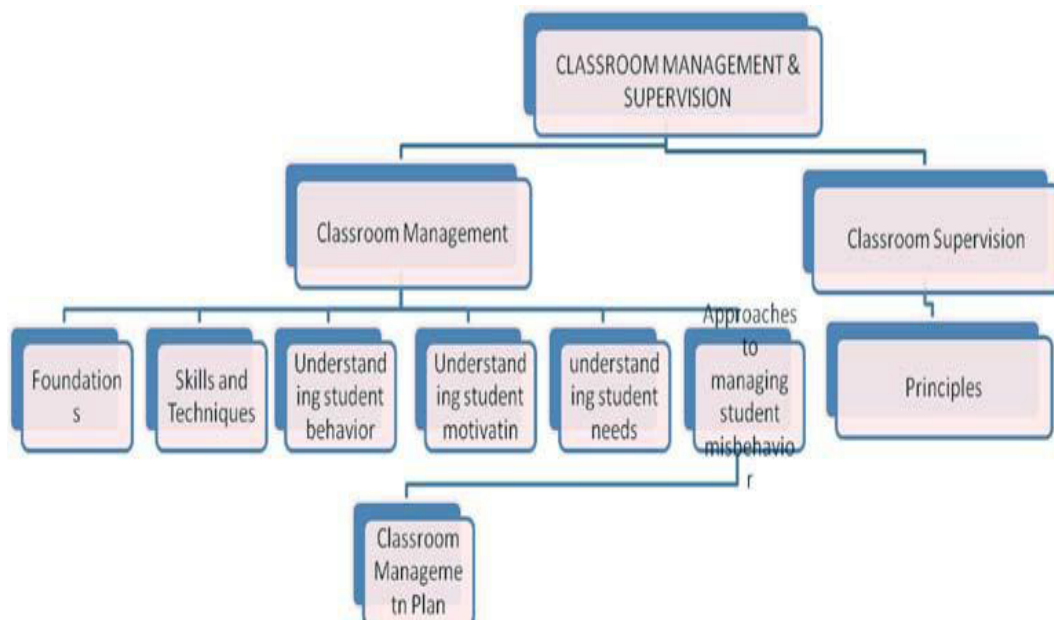 CLASSROOM MANAGEMENT &
SUPERVISION
Classroom Management
Classroom Supervision
Foundation
s
Skills and
Techniques
Understand
ing student
behavior
Understand
ing student
motivatin
understand
ing student
needs
Approaches
to
managing
student
misbehavio
r
Principles
Classroom
Manageme
tn Plan